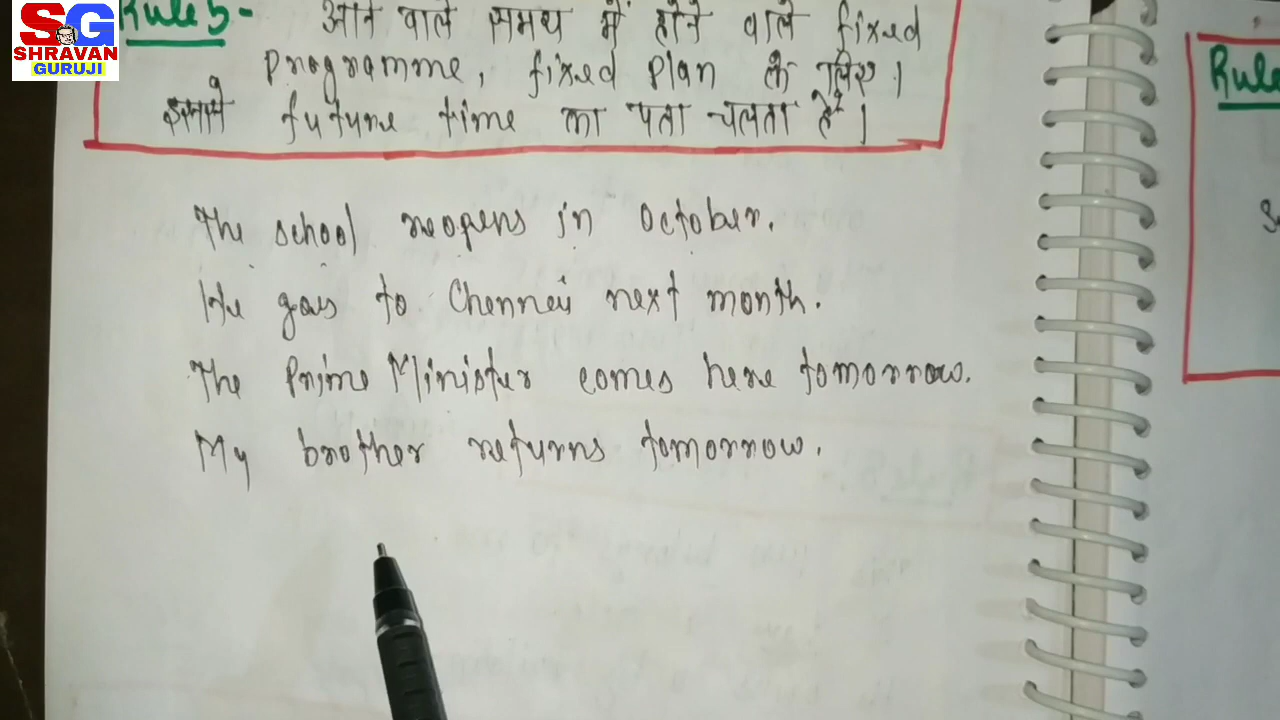 SG
SHRAVAN
GURUJI
Rule 5-
आने वाले समय में होने वाले fixed
programme, fixed plan के लिए।
इसमे future time का पता चलता है।
The school reopens in October.
He goes to Chennai next month.
The Prime Minister comes here tomorrow.
My brother returns tomorrow.
Rule